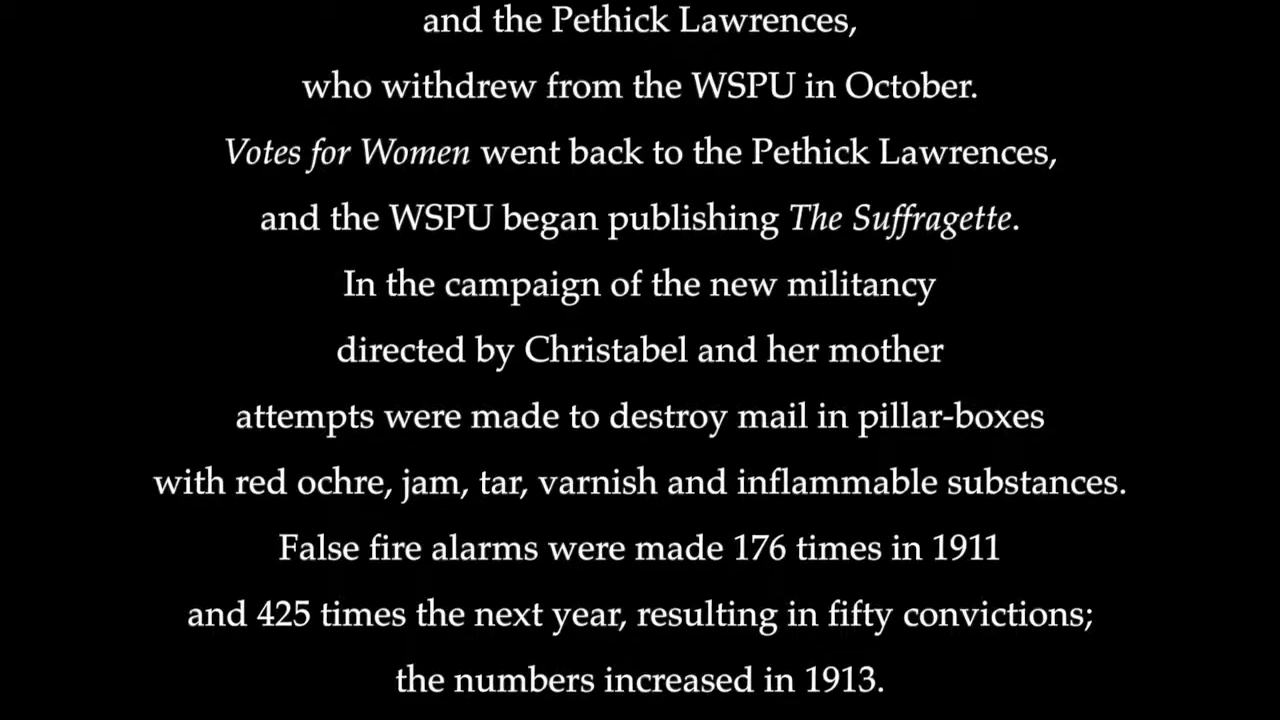 and the Pethick Lawrences,
who withdrew from the WSPU in October.
Votes for Women went back to the Pethick Lawrences,
and the WSPU began publishing The Suffragette.
In the campaign of the new militancy
directed by Christabel and her mother
attempts were made to destroy mail in pillar-boxes
with red ochre, jam, tar, varnish and inflammable substances.
False fire alarms were made 176 times in 1911
and 425 times the next year, resulting in fifty convictions;
the numbers increased in 1913.